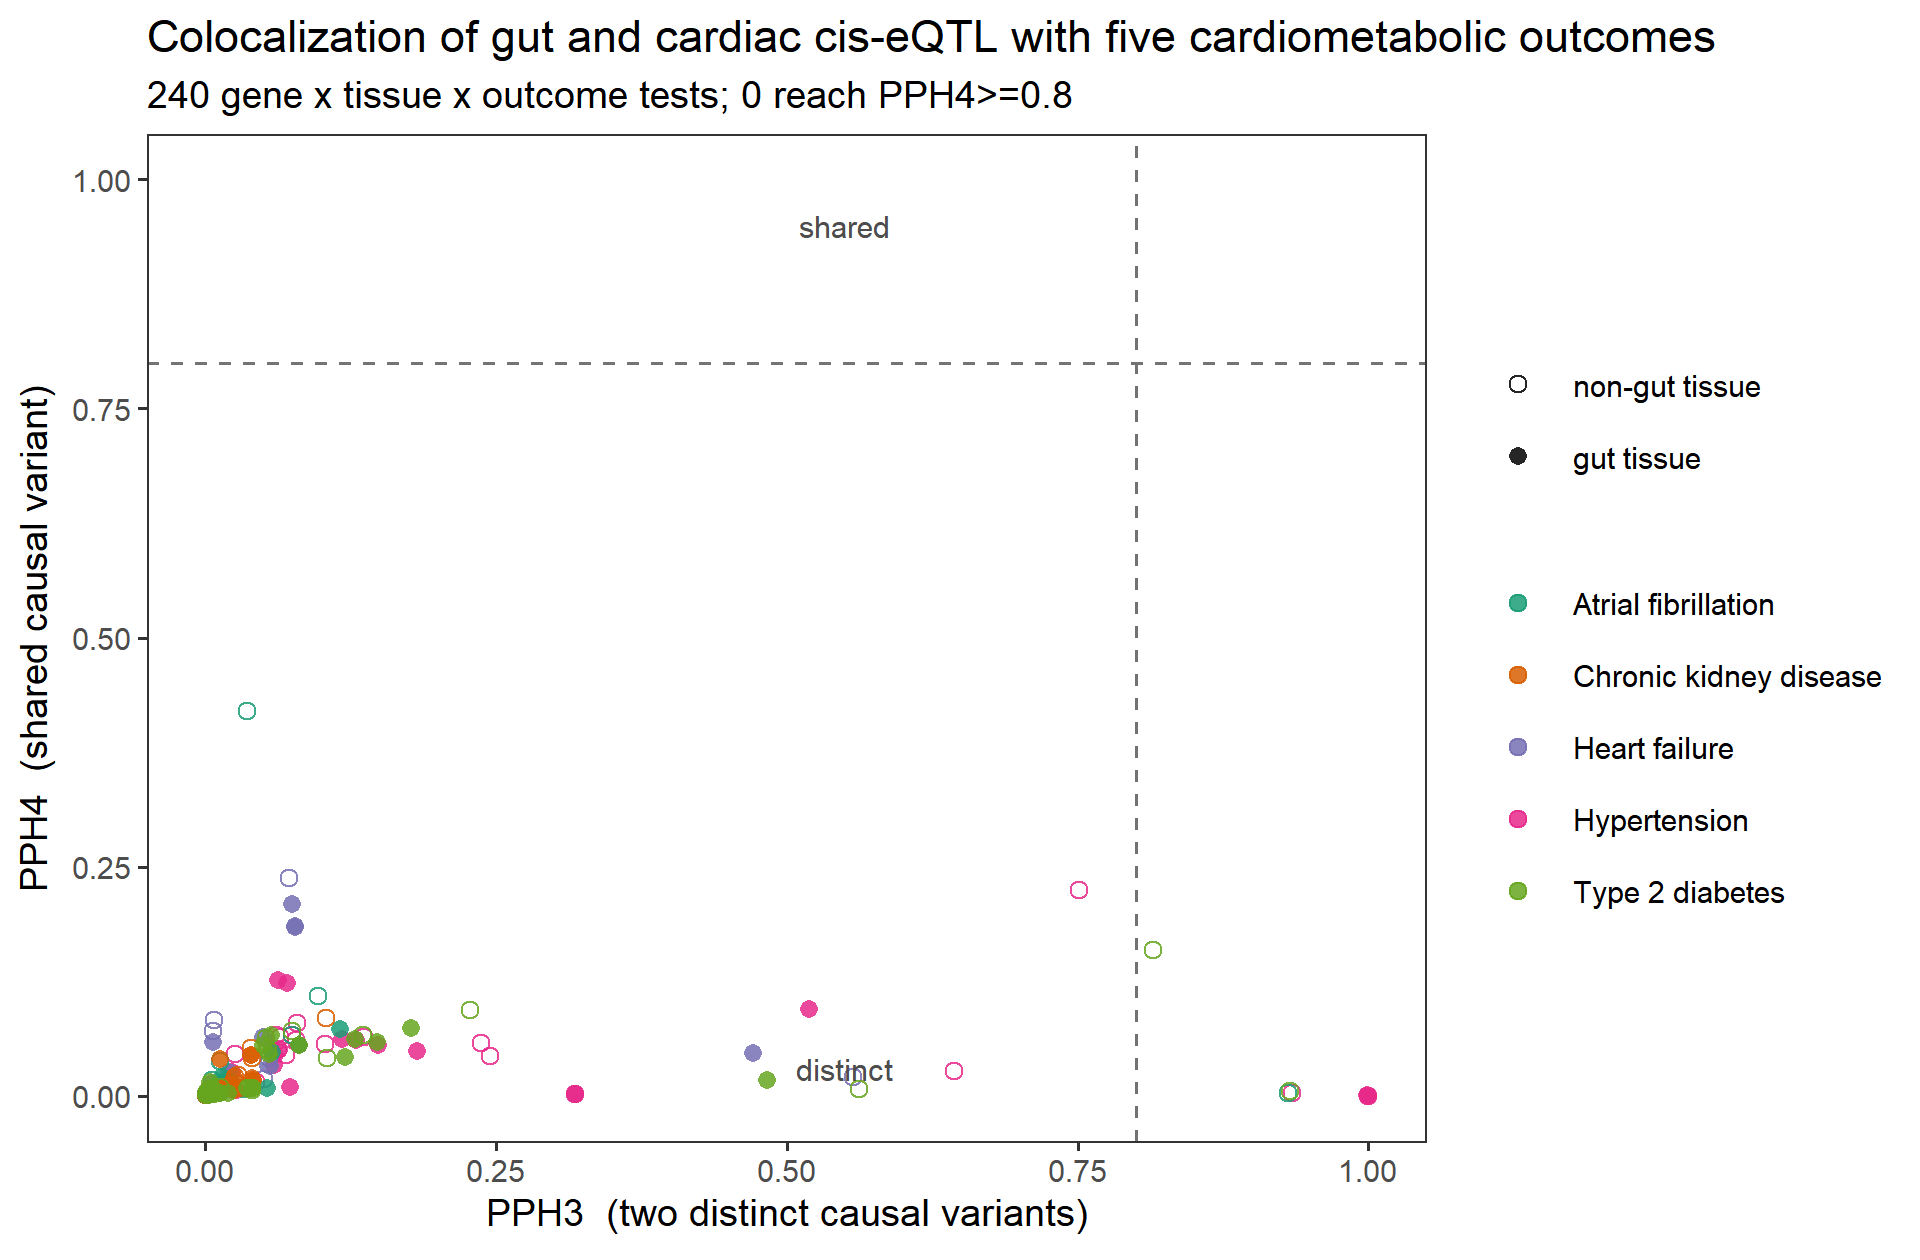 Colocalization of gut and cardiac cis-eQTL with five cardiometabolic outcomes
240 gene x tissue x outcome tests; 0 reach PPH4>=0.8
PPH4  (shared causal variant)
1.00
0.75
0.50
0.25
0.00
shared
distinct
0.00
0.25
0.50
0.75
1.00
PPH3  (two distinct causal variants)
non-gut tissue
gut tissue
Atrial fibrillation
Chronic kidney disease
Heart failure
Hypertension
Type 2 diabetes